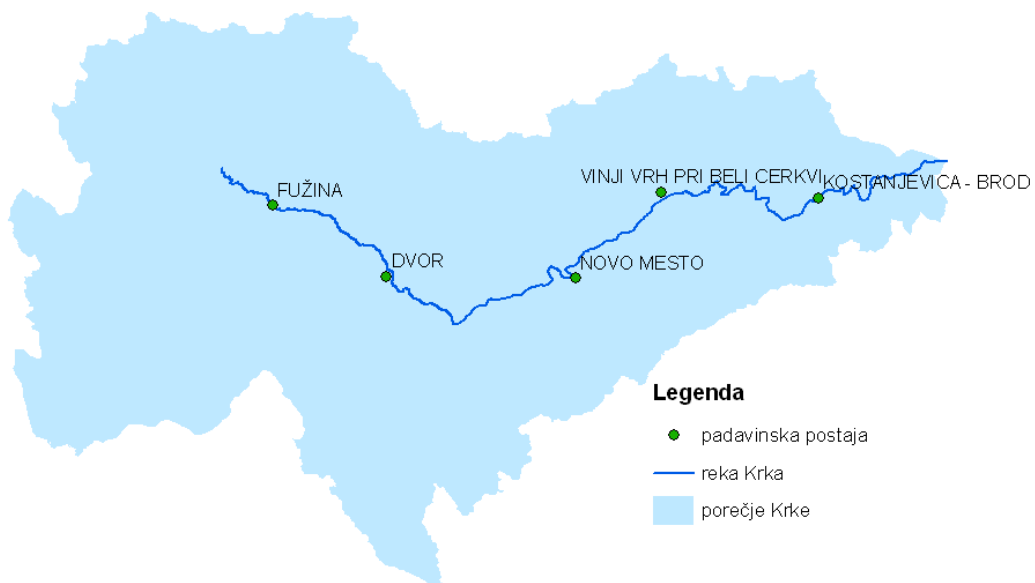 VINJI VRH PRI BELI CERKVI
KOSTANJEVICA - BROD
FUŽINA
DVOR
NOVO MESTO
Legenda
padavinska postaja
reka Krka
porečje Krke